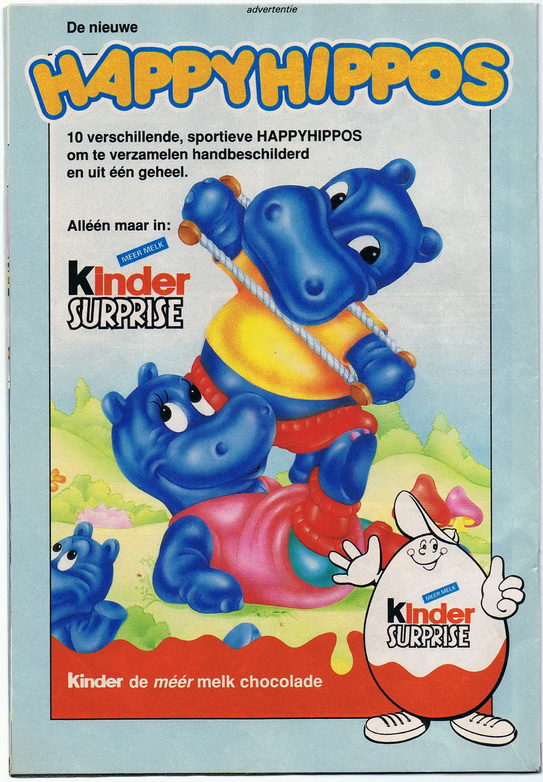 advertentie
De nieuwe
HAPPYHIPPOS
10 verschillende, sportieve HAPPYHIPPOS
om te verzamelen handbeschilderd
en uit één geheel.
Alléén maar in:
MEER MELK
Kinder
SURPRISE
MEER MELK
Kinder
SURPRISE
Kinder de méér melk chocolade